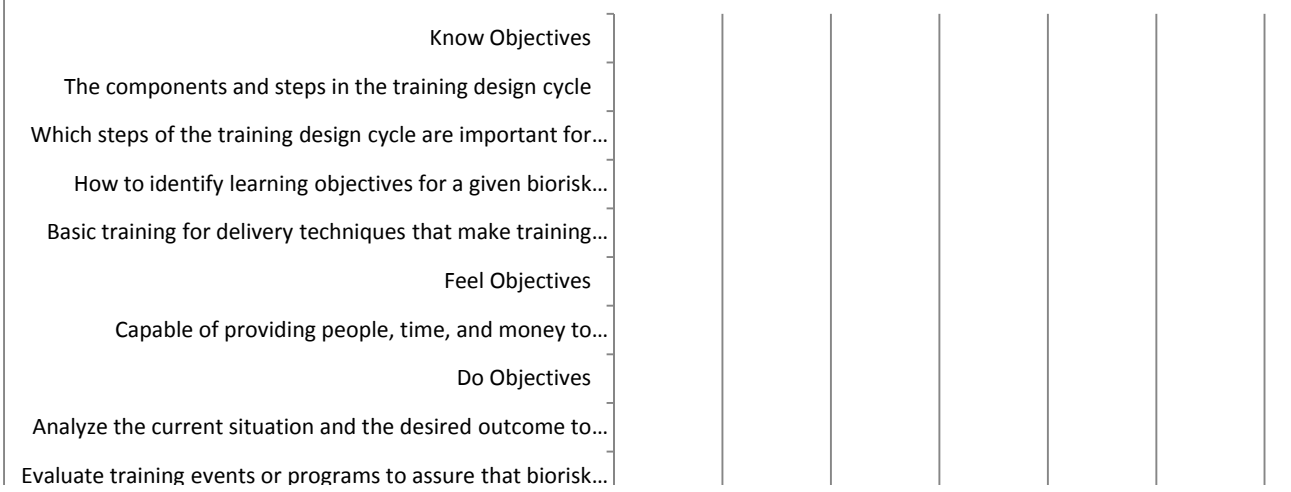 Know Objectives
The components and steps in the training design cycle
Which steps of the training design cycle are important for…
How to identify learning objectives for a given biorisk…
Basic training for delivery techniques that make training…
Feel Objectives
Capable of providing people, time, and money to…
Do Objectives
Analyze the current situation and the desired outcome to…
Evaluate training events or programs to assure that biorisk…